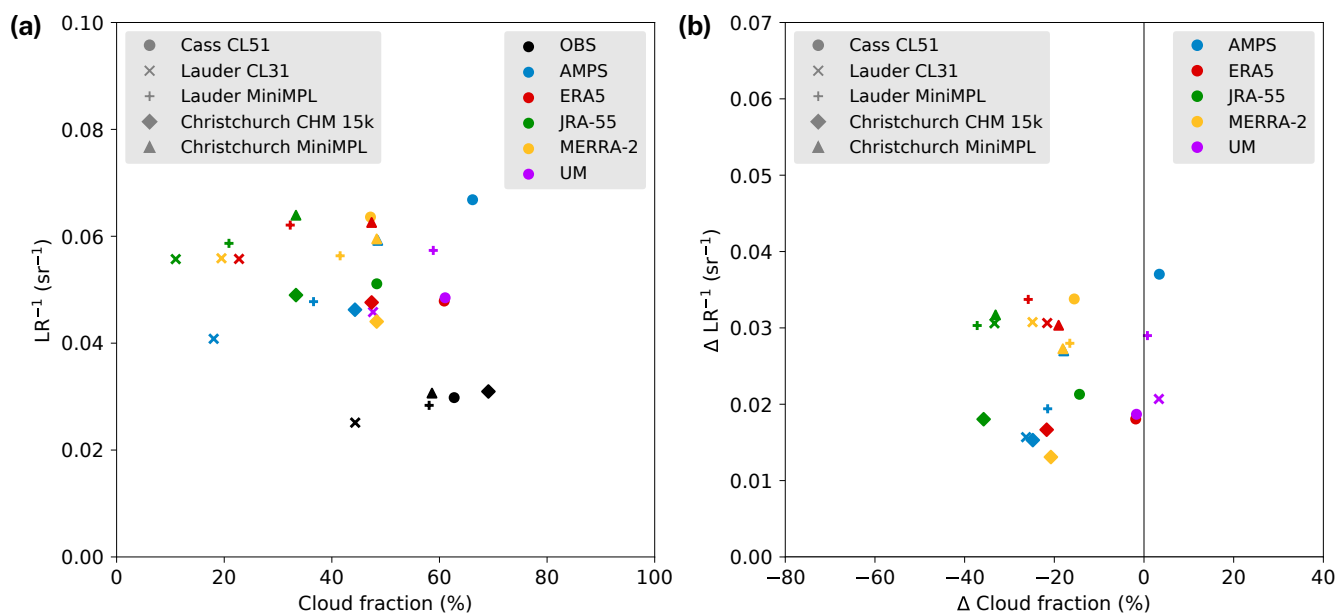 (a)
0.10
0.08
0.06
0.04
0.02
0.00
LR⁻¹ (sr⁻¹)
Cass CL51
Lauder CL31
Lauder MiniMPL
Christchurch CHM 15k
Christchurch MiniMPL
OBS
AMPS
ERA5
JRA-55
MERRA-2
UM
0 20 40 60 80 100
Cloud fraction (%)
(b)
0.07
0.06
0.05
0.04
0.03
0.02
0.01
0.00
Δ LR⁻¹ (sr⁻¹)
Cass CL51
Lauder CL31
Lauder MiniMPL
Christchurch CHM 15k
Christchurch MiniMPL
AMPS
ERA5
JRA-55
MERRA-2
UM
−80 −60 −40 −20 0 20 40
Δ Cloud fraction (%)